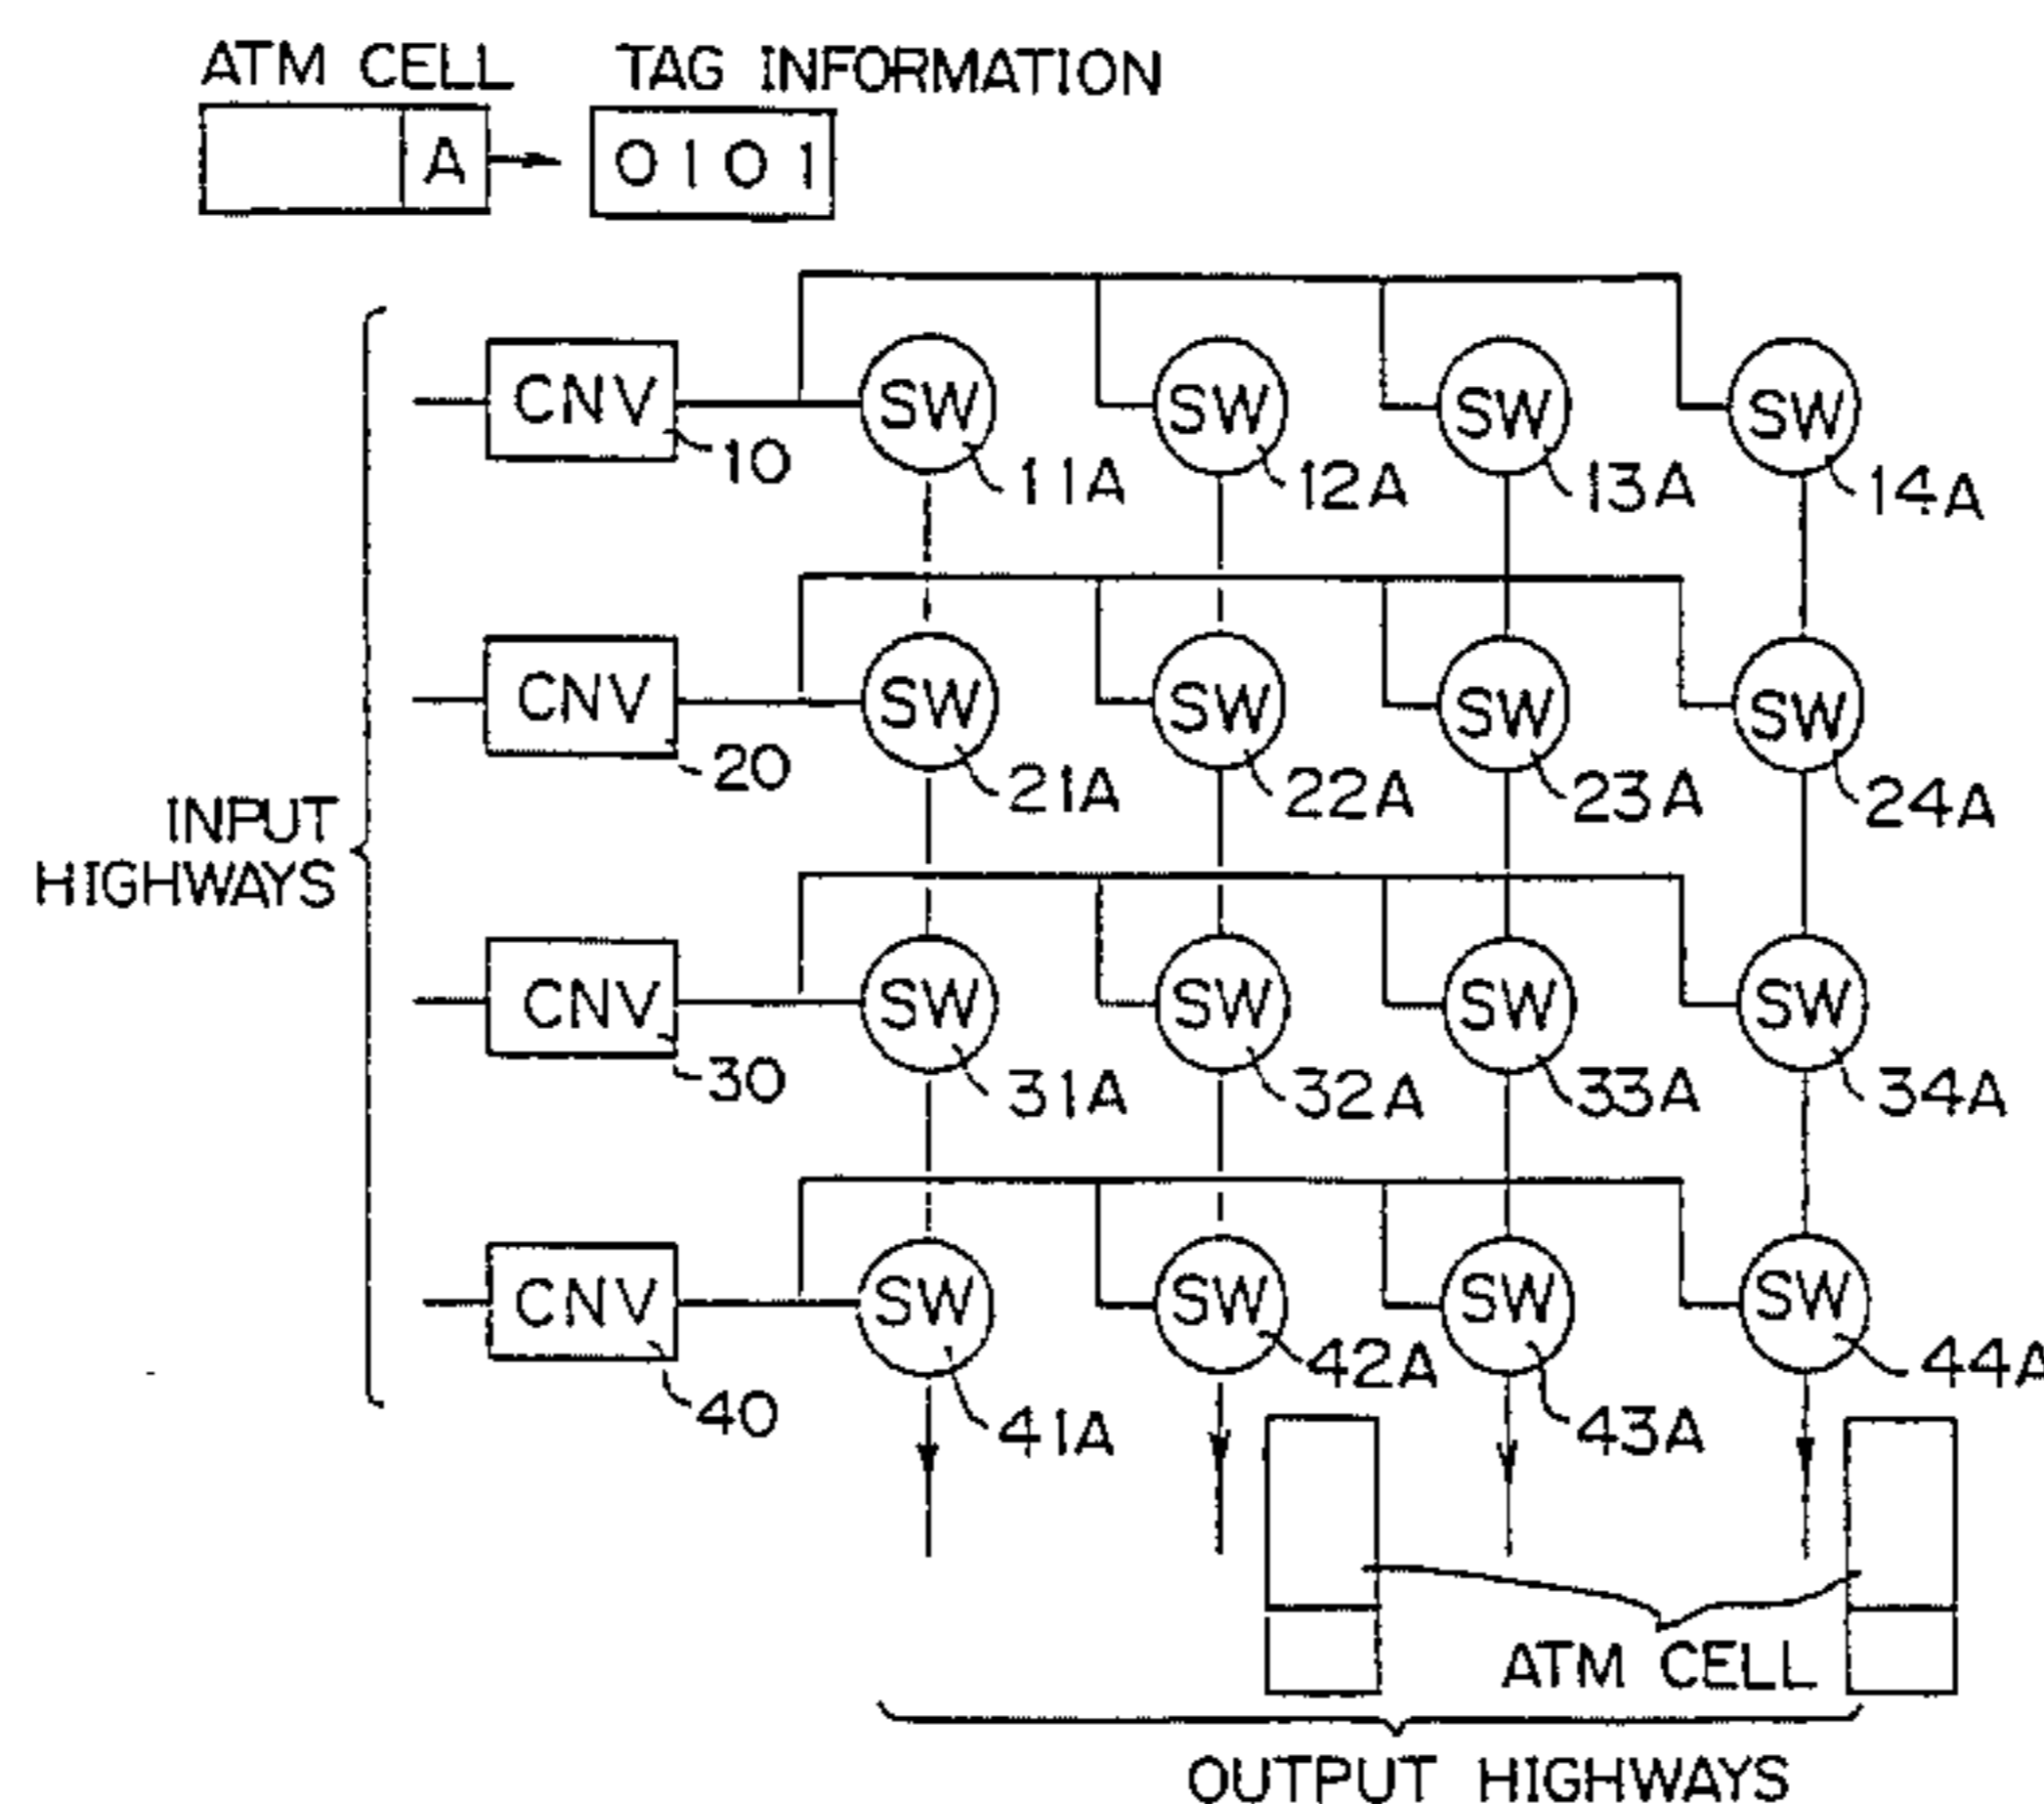 ATM CELL TAG INFORMATION
A 0101
CNV SW SW SW SW
10 11A 12A 13A 14A
CNV SW SW SW SW
20 21A 22A 23A 24A
INPUT
HIGHWAYS
CNV SW SW SW SW
30 31A 32A 33A 34A
CNV SW SW SW SW
40 41A 42A 43A 44A
ATM CELL
OUTPUT HIGHWAYS